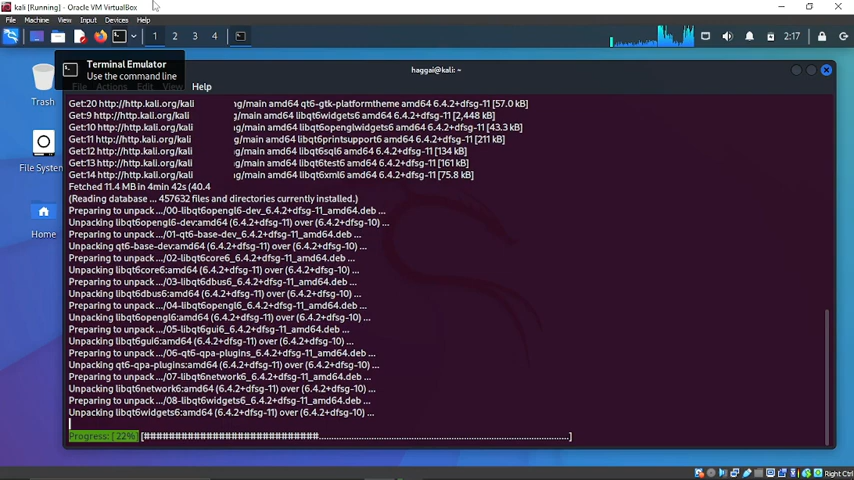 kali [Running] - Oracle VM VirtualBox
File Machine View Input Devices Help
1 2 3 4
2:17
Terminal Emulator
Use the command line
haggai@kali: ~
File Actions Edit View Help
Trash
File System
Home
Get:20 http://http.kali.org/kali ng/main amd64 qt6-gtk-platformtheme amd64 6.4.2+dfsg-11 [57.0 kB]
Get:9 http://http.kali.org/kali ng/main amd64 libqt6widgets6 amd64 6.4.2+dfsg-11 [2,448 kB]
Get:10 http://http.kali.org/kali ng/main amd64 libqt6openglwidgets6 amd64 6.4.2+dfsg-11 [43.3 kB]
Get:11 http://http.kali.org/kali ng/main amd64 libqt6printsupport6 amd64 6.4.2+dfsg-11 [211 kB]
Get:12 http://http.kali.org/kali ng/main amd64 libqt6sql6 amd64 6.4.2+dfsg-11 [134 kB]
Get:13 http://http.kali.org/kali ng/main amd64 libqt6test6 amd64 6.4.2+dfsg-11 [161 kB]
Get:14 http://http.kali.org/kali ng/main amd64 libqt6xml6 amd64 6.4.2+dfsg-11 [75.8 kB]
Fetched 11.4 MB in 4min 42s (40.4
(Reading database ... 457632 files and directories currently installed.)
Preparing to unpack .../00-libqt6opengl6-dev_6.4.2+dfsg-11_amd64.deb ...
Unpacking libqt6opengl6-dev:amd64 (6.4.2+dfsg-11) over (6.4.2+dfsg-10) ...
Preparing to unpack .../01-qt6-base-dev_6.4.2+dfsg-11_amd64.deb ...
Unpacking qt6-base-dev:amd64 (6.4.2+dfsg-11) over (6.4.2+dfsg-10) ...
Preparing to unpack .../02-libqt6core6_6.4.2+dfsg-11_amd64.deb ...
Unpacking libqt6core6:amd64 (6.4.2+dfsg-11) over (6.4.2+dfsg-10) ...
Preparing to unpack .../03-libqt6dbus6_6.4.2+dfsg-11_amd64.deb ...
Unpacking libqt6dbus6:amd64 (6.4.2+dfsg-11) over (6.4.2+dfsg-10) ...
Preparing to unpack .../04-libqt6opengl6_6.4.2+dfsg-11_amd64.deb ...
Unpacking libqt6opengl6:amd64 (6.4.2+dfsg-11) over (6.4.2+dfsg-10) ...
Preparing to unpack .../05-libqt6gui6_6.4.2+dfsg-11_amd64.deb ...
Unpacking libqt6gui6:amd64 (6.4.2+dfsg-11) over (6.4.2+dfsg-10) ...
Preparing to unpack .../06-qt6-qpa-plugins_6.4.2+dfsg-11_amd64.deb ...
Unpacking qt6-qpa-plugins:amd64 (6.4.2+dfsg-11) over (6.4.2+dfsg-10) ...
Preparing to unpack .../07-libqt6network6_6.4.2+dfsg-11_amd64.deb ...
Unpacking libqt6network6:amd64 (6.4.2+dfsg-11) over (6.4.2+dfsg-10) ...
Preparing to unpack .../08-libqt6widgets6_6.4.2+dfsg-11_amd64.deb ...
Unpacking libqt6widgets6:amd64 (6.4.2+dfsg-11) over (6.4.2+dfsg-10) ...
Progress: [ 22%] [############################..........................................]
Right Ctrl